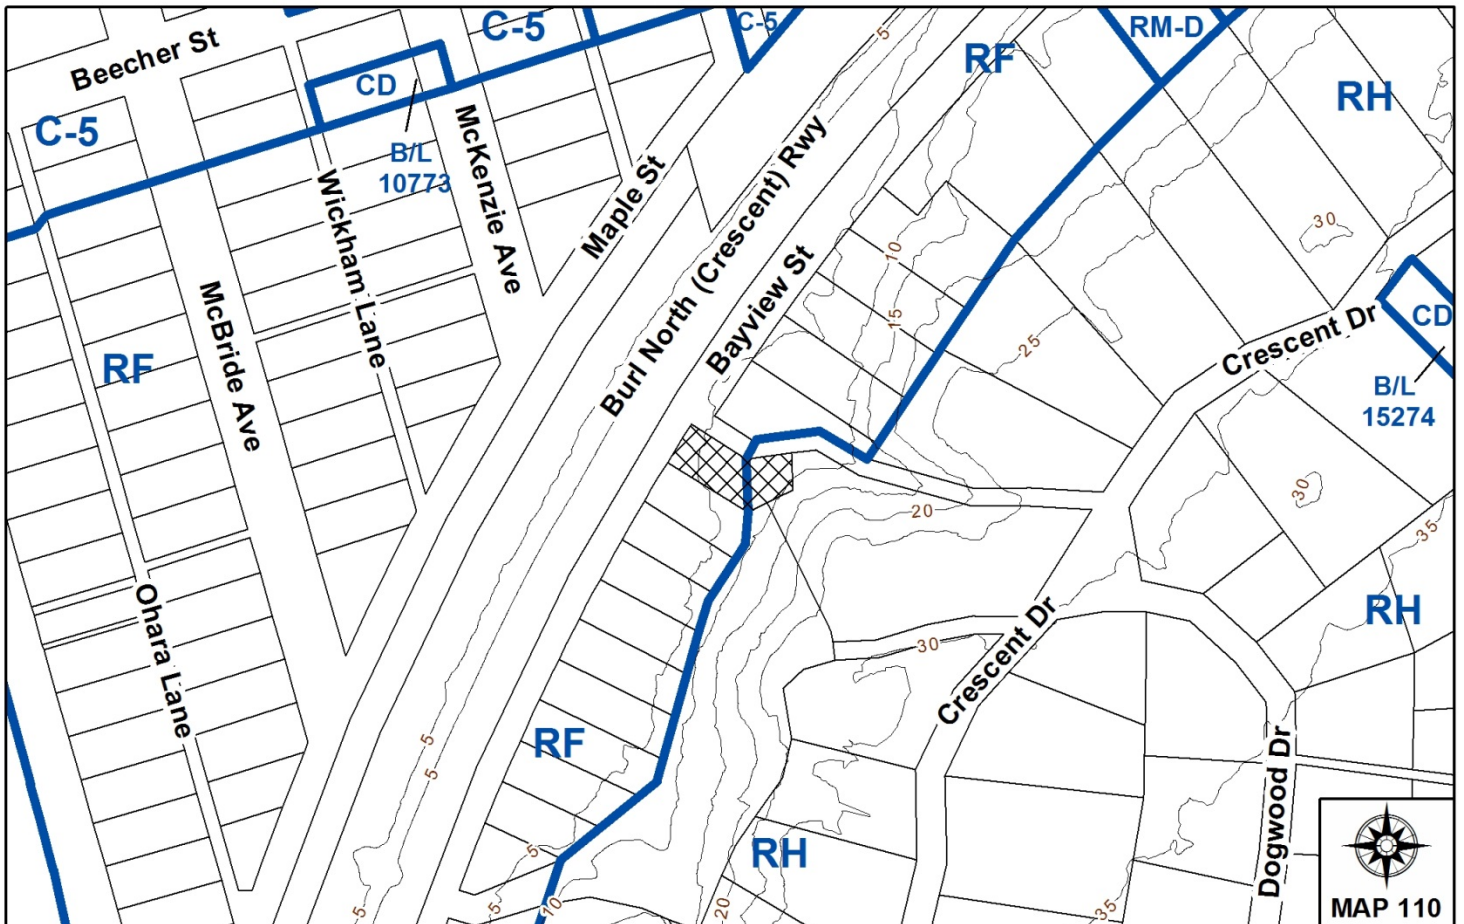 C-5
C-5
RM-D
Beecher St
RF
5
CD
RH
C-5
B/L
10773
McKenzie Ave
Wickham Lane
Maple St
Burl North (Crescent) Rwy
30
10
Bayview St
McBride Ave
RF
15
25
Crescent Dr
CD
B/L
15274
30
20
35
Ohara Lane
RH
Crescent Dr
30
RF
5
5
Dogwood Dr
RH
5
5
5
10
20
35
MAP 110